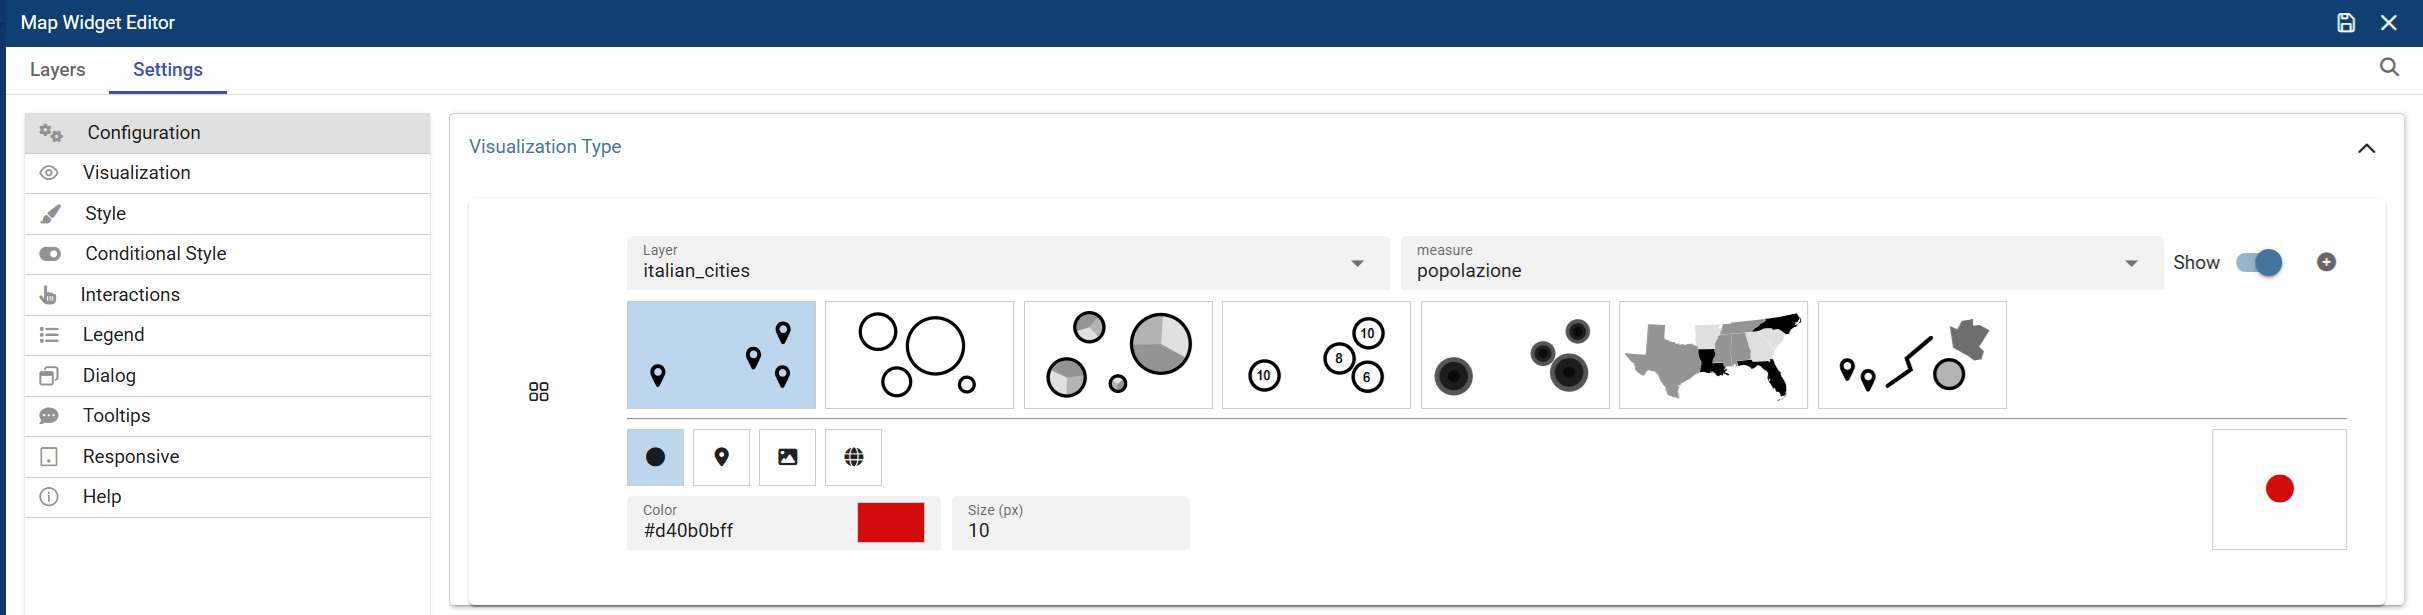 Map Widget Editor
Layers
Settings
Configuration
Visualization
Style
Conditional Style
Interactions
Legend
Dialog
Tooltips
Responsive
Help
Visualization Type
Layer
italian_cities
measure
popolazione
Show
10
8
10
6
Color
#d40b0bff
Size (px)
10